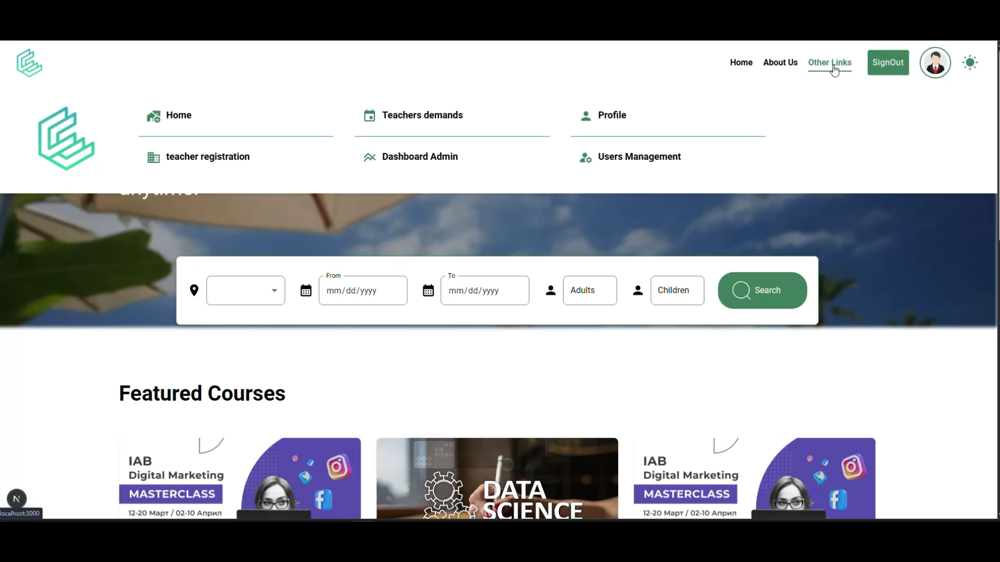 Home
About Us
Other Links
SignOut
Home
Teachers demands
Profile
teacher registration
Dashboard Admin
Users Management
anytime.
From
mm/dd/yyyy
To
mm/dd/yyyy
Adults
Children
Search
Featured Courses
IAB
Digital Marketing
MASTERCLASS
12-20 Март / 02-10 Април
DATA
SCIENCE
IAB
Digital Marketing
MASTERCLASS
12-20 Март / 02-10 Април
N
localhost:3000